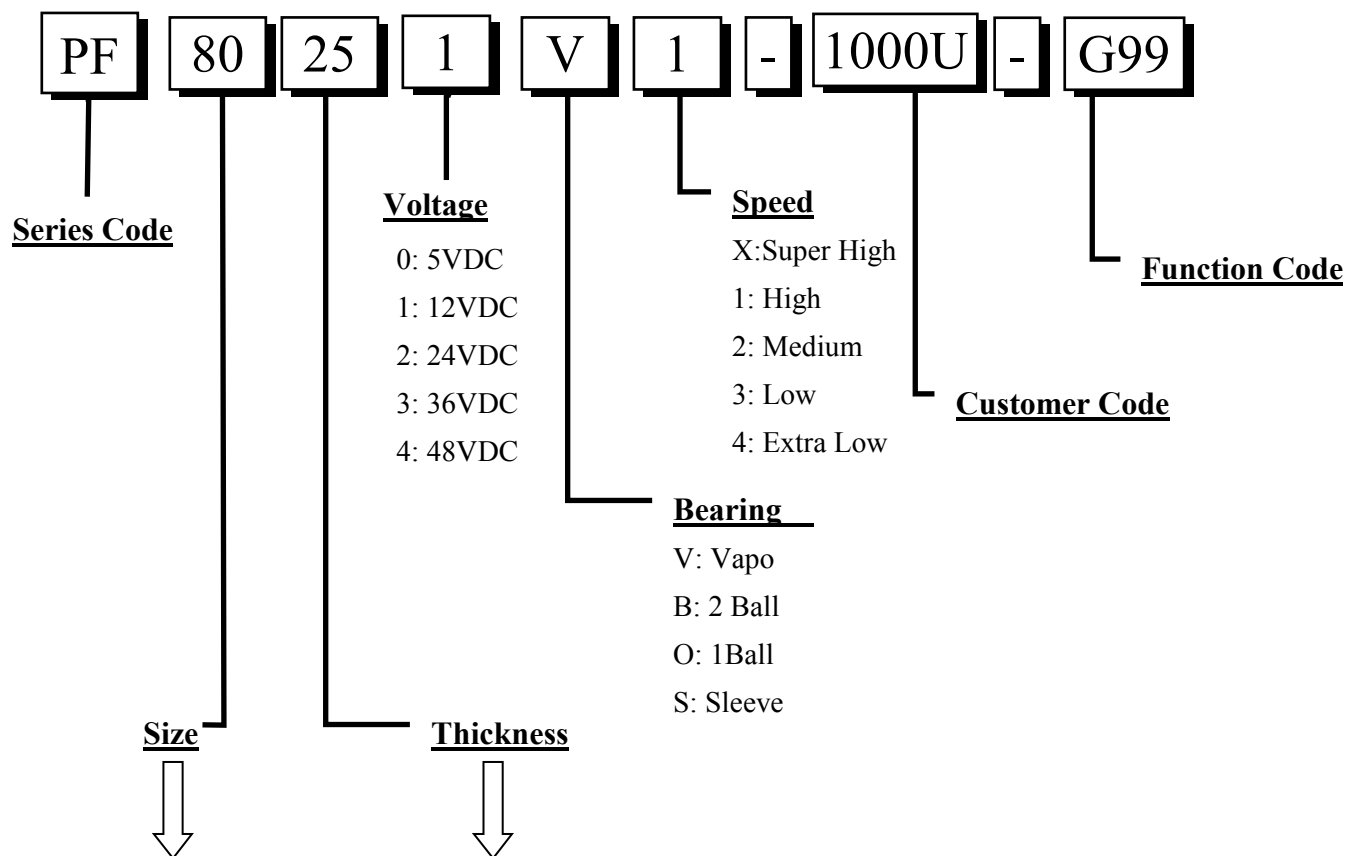 PF 80 25 1 V 1 - 1000U - G99
Series Code
Voltage
0: 5VDC
1: 12VDC
2: 24VDC
3: 36VDC
4: 48VDC
Speed
X:Super High
1: High
2: Medium
3: Low
4: Extra Low
Function Code
Customer Code
Bearing
V: Vapo
B: 2 Ball
O: 1Ball
S: Sleeve
Size
Thickness